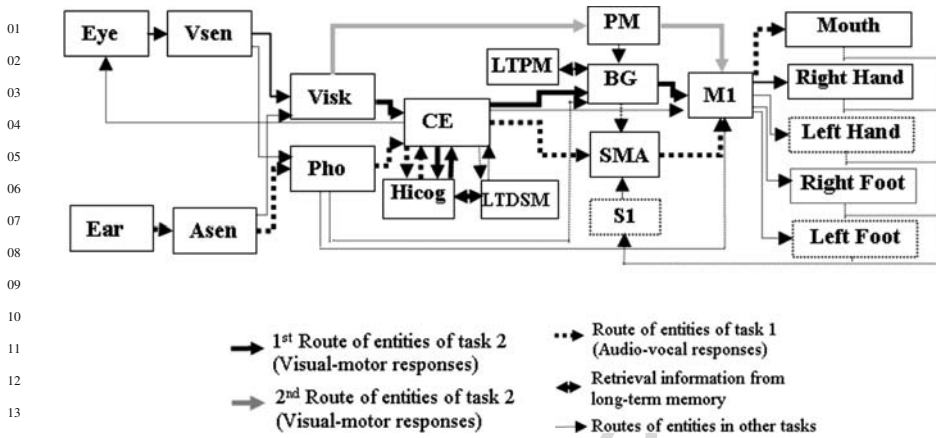 01
02
03
04
05
06
07
08
09
10
11
12
13
Eye
Vsen
PM
Mouth
LTPM
BG
Right Hand
Visk
M1
CE
Left Hand
Pho
SMA
Right Foot
Hicog
LTDSM
S1
Ear
Asen
Left Foot
1st Route of entities of task 2
(Visual-motor responses)
2nd Route of entities of task 2
(Visual-motor responses)
Route of entities of task 1
(Audio-vocal responses)
Retrieval information from
long-term memory
Routes of entities in other tasks